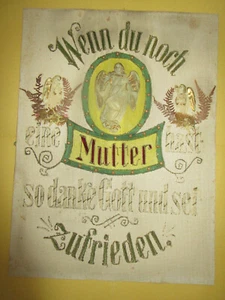 Wenn du noch
eine
Mutter
hast
so danke Gott und sei
Zufrieden.